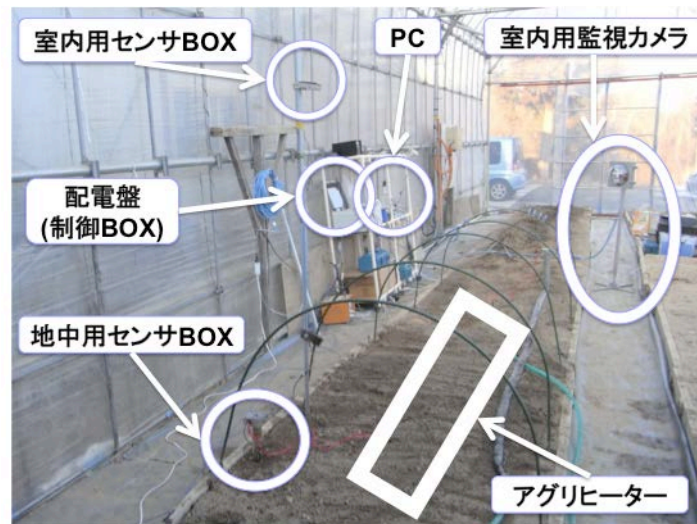 室内用センサBOX
PC
室内用監視カメラ
配電盤
(制御BOX)
地中用センサBOX
アグリヒーター